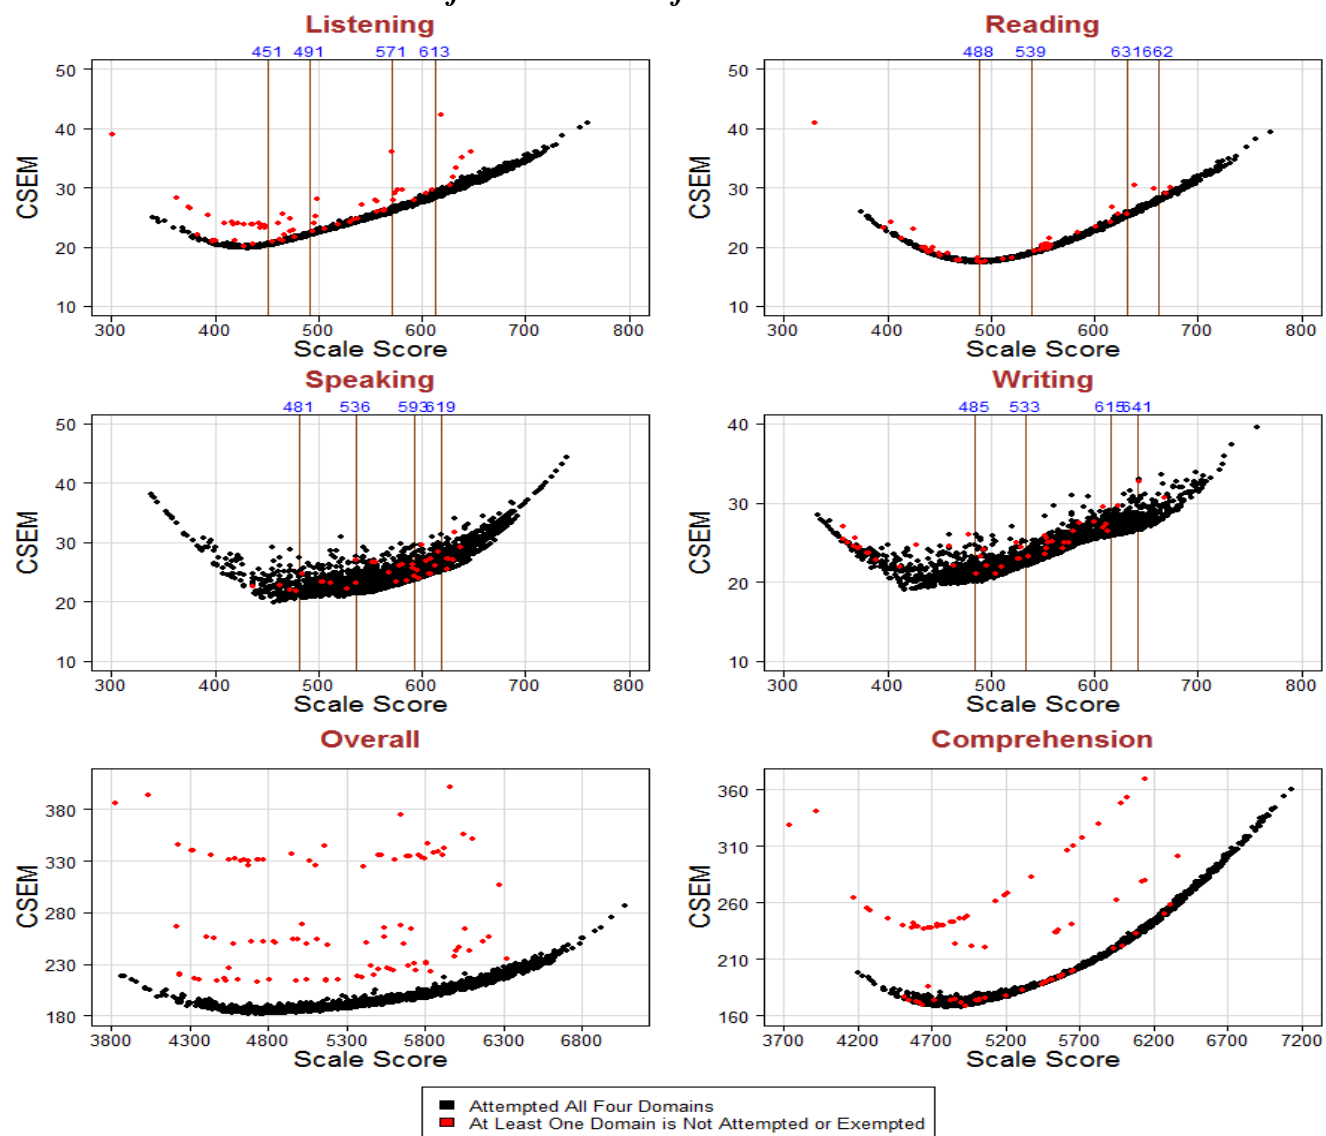 Listening
451 491 571 613
50
40
30
20
10
CSEM
300 400 500 600 700 800
Scale Score
Reading
488 539 631 662
50
40
30
20
10
CSEM
300 400 500 600 700 800
Scale Score
Speaking
481 536 593 619
50
40
30
20
10
CSEM
300 400 500 600 700 800
Scale Score
Writing
485 533 615 641
40
30
20
10
CSEM
300 400 500 600 700 800
Scale Score
Overall
380
330
280
230
180
CSEM
3800 4300 4800 5300 5800 6300 6800
Scale Score
Comprehension
360
310
260
210
160
CSEM
3700 4200 4700 5200 5700 6200 6700 7200
Scale Score
Attempted All Four Domains
At Least One Domain is Not Attempted or Exempted